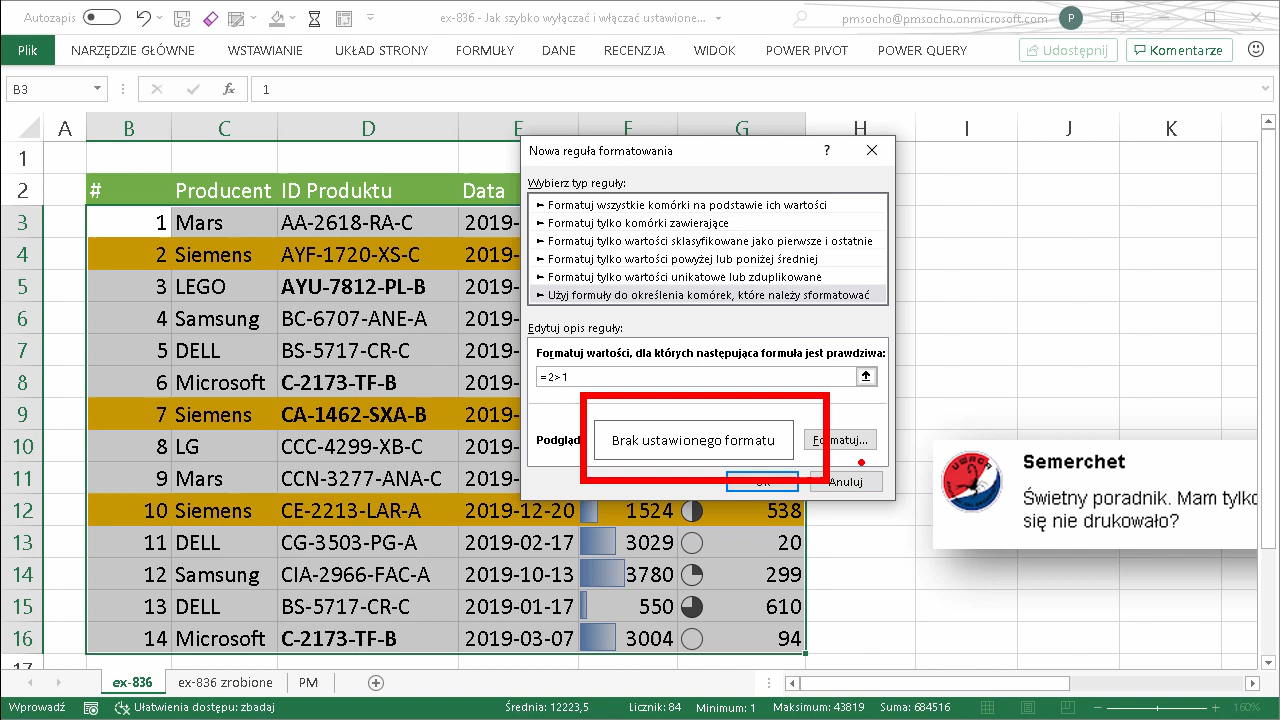 Autozapis
ex-836 - Jak szybko wyłączać i włączać ustawione...
pmsocho@pmsocho.onmicrosoft.com
P
Plik
NARZĘDZIE GŁÓWNE
WSTAWIANIE
UKŁAD STRONY
FORMUŁY
DANE
RECENZJA
WIDOK
POWER PIVOT
POWER QUERY
Udostępnij
Komentarze
B3
fx
1
A B C D E F G H I J K
1
2 # Producent ID Produktu Data
3 1 Mars AA-2618-RA-C 2019-
4 2 Siemens AYF-1720-XS-C 2019-
5 3 LEGO AYU-7812-PL-B 2019-
6 4 Samsung BC-6707-ANE-A 2019-
7 5 DELL BS-5717-CR-C 2019-
8 6 Microsoft C-2173-TF-B 2019-
9 7 Siemens CA-1462-SXA-B 2019-
10 8 LG CCC-4299-XB-C 2019-
11 9 Mars CCN-3277-ANA-C 2019-
12 10 Siemens CE-2213-LAR-A 2019-12-20 1524 538
13 11 DELL CG-3503-PG-A 2019-02-17 3029 20
14 12 Samsung CIA-2966-FAC-A 2019-10-13 3780 299
15 13 DELL BS-5717-CR-C 2019-01-17 550 610
16 14 Microsoft C-2173-TF-B 2019-03-07 3004 94
17
Nowa reguła formatowania
?
Wybierz typ reguły:
► Formatuj wszystkie komórki na podstawie ich wartości
► Formatuj tylko komórki zawierające
► Formatuj tylko wartości sklasyfikowane jako pierwsze i ostatnie
► Formatuj tylko wartości powyżej lub poniżej średniej
► Formatuj tylko wartości unikatowe lub zduplikowane
► Użyj formuły do określenia komórek, które należy sformatować
Edytuj opis reguły:
Formatuj wartości, dla których następująca formuła jest prawdziwa:
=2>1
Podgląd
Brak ustawionego formatu
Formatuj...
OK
Anuluj
UWAGA
Semerchet
Świetny poradnik. Mam tylko
się nie drukowało?
ex-836
ex-836 zrobione
PM
Wprowadź
Ułatwienia dostępu: zbadaj
Średnia: 12223,5
Licznik: 84
Minimum: 1
Maksimum: 43819
Suma: 684516
160%